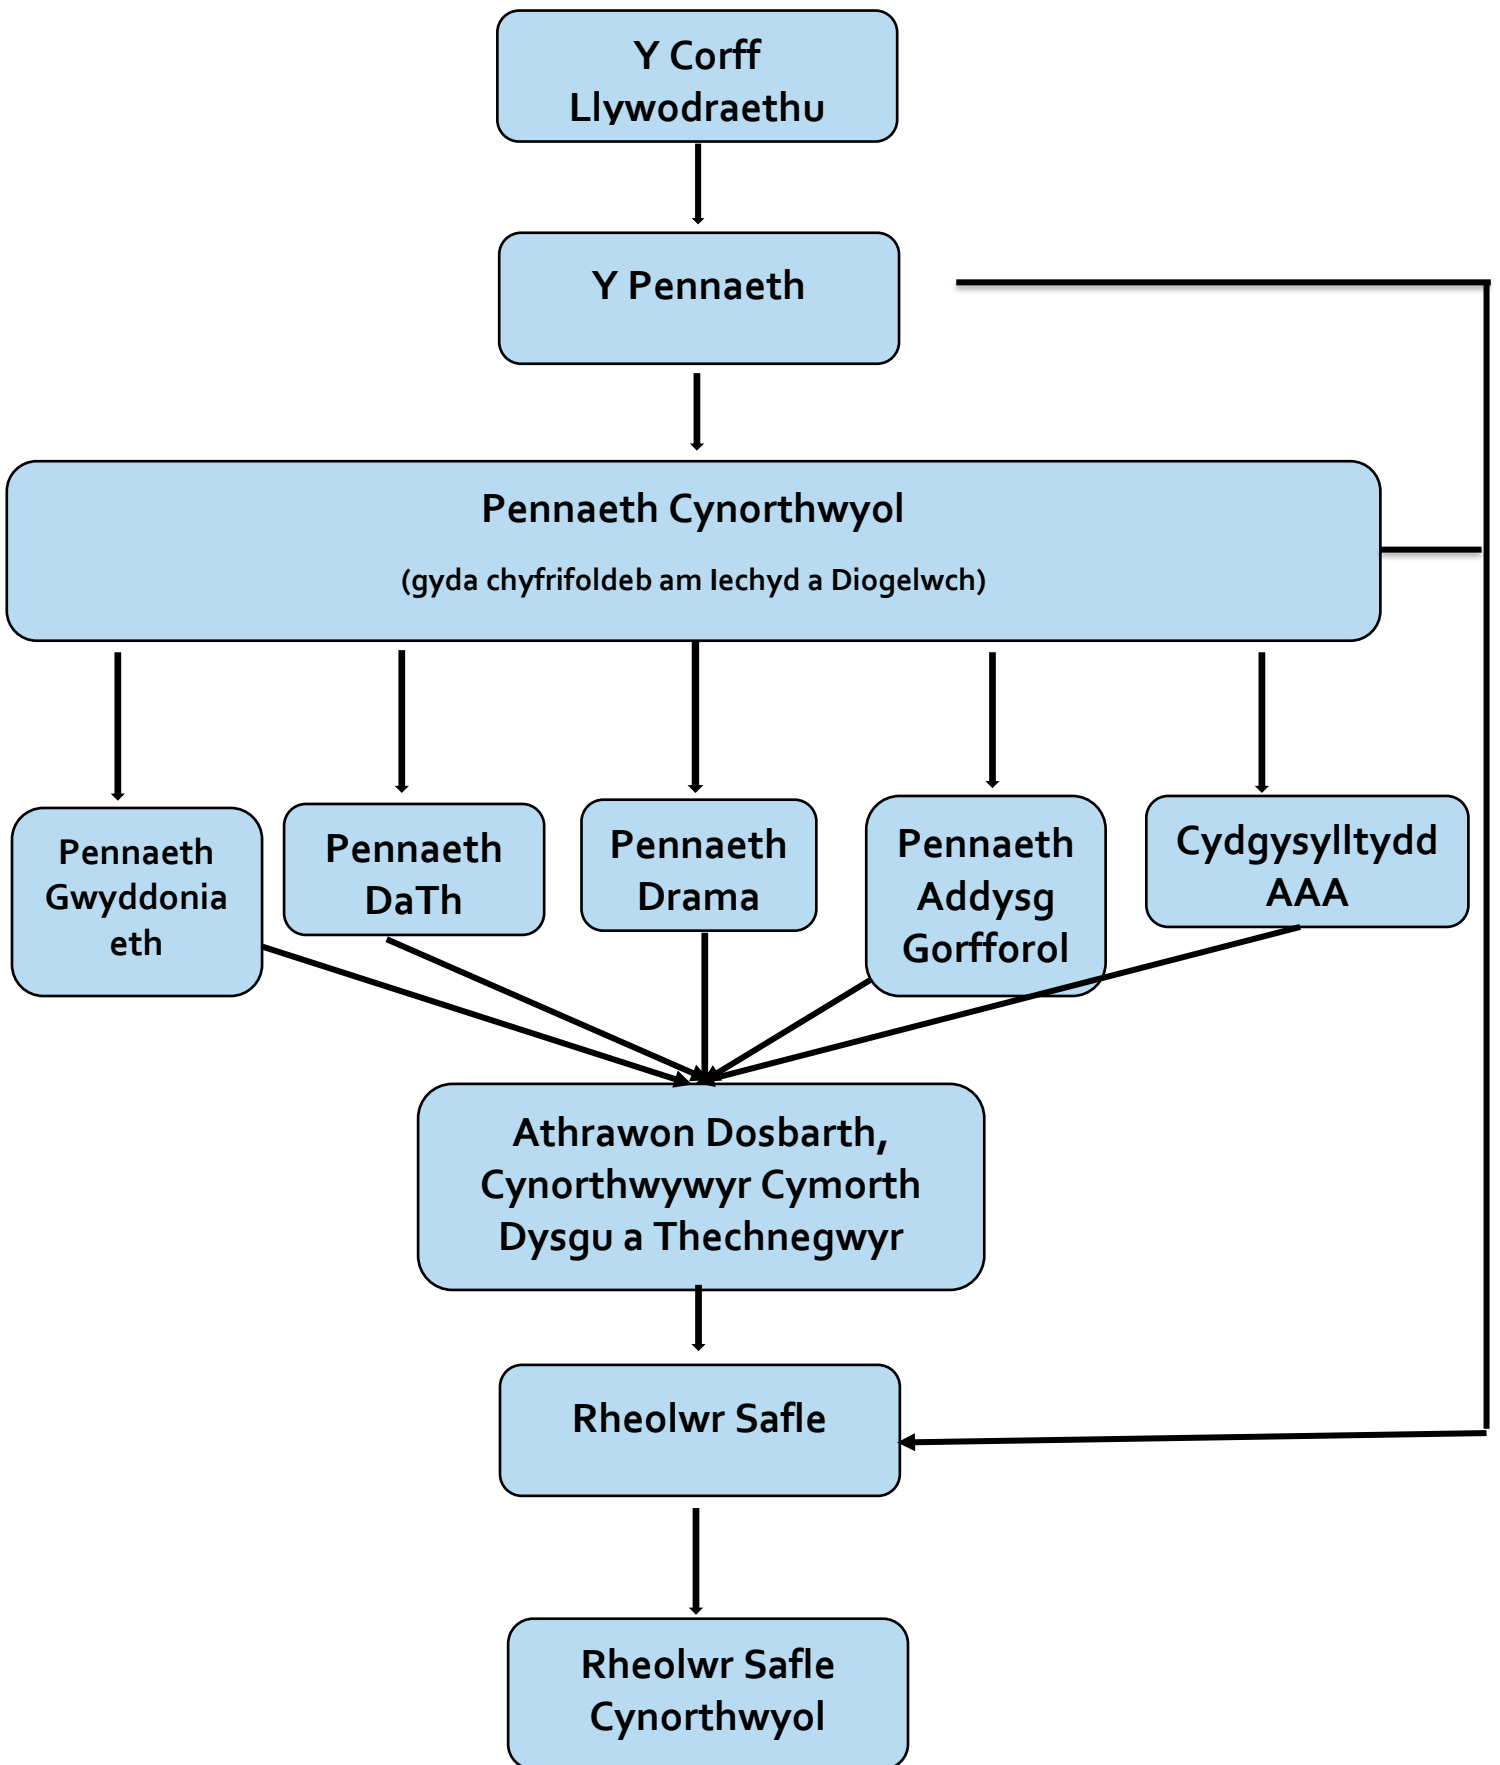 Y Corff
Llywodraethu
Y Pennaeth
Pennaeth Cynorthwyol
(gyda chyfrifoldeb am Iechyd a Diogelwch)
Pennaeth
Gwyddonia
eth
Pennaeth
DaTh
Pennaeth
Drama
Pennaeth
Addysg
Gorfforol
Cydgysylltydd
AAA
Athrawon Dosbarth,
Cynorthwywyr Cymorth
Dysgu a Thechnegwyr
Rheolwr Safle
Rheolwr Safle
Cynorthwyol